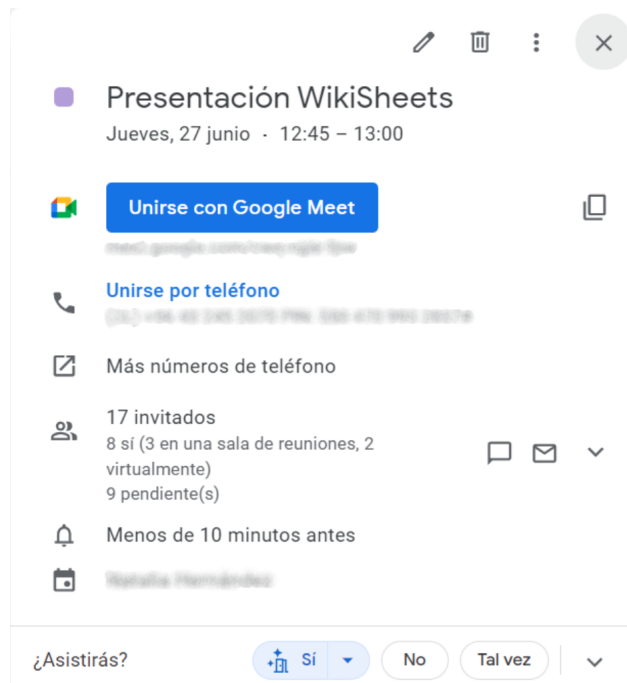 Presentación WikiSheets
Jueves, 27 junio · 12:45 – 13:00
Unirse con Google Meet
Unirse por teléfono
Más números de teléfono
17 invitados
8 sí (3 en una sala de reuniones, 2
virtualmente)
9 pendiente(s)
Menos de 10 minutos antes
¿Asistirás?
Sí
No
Tal vez